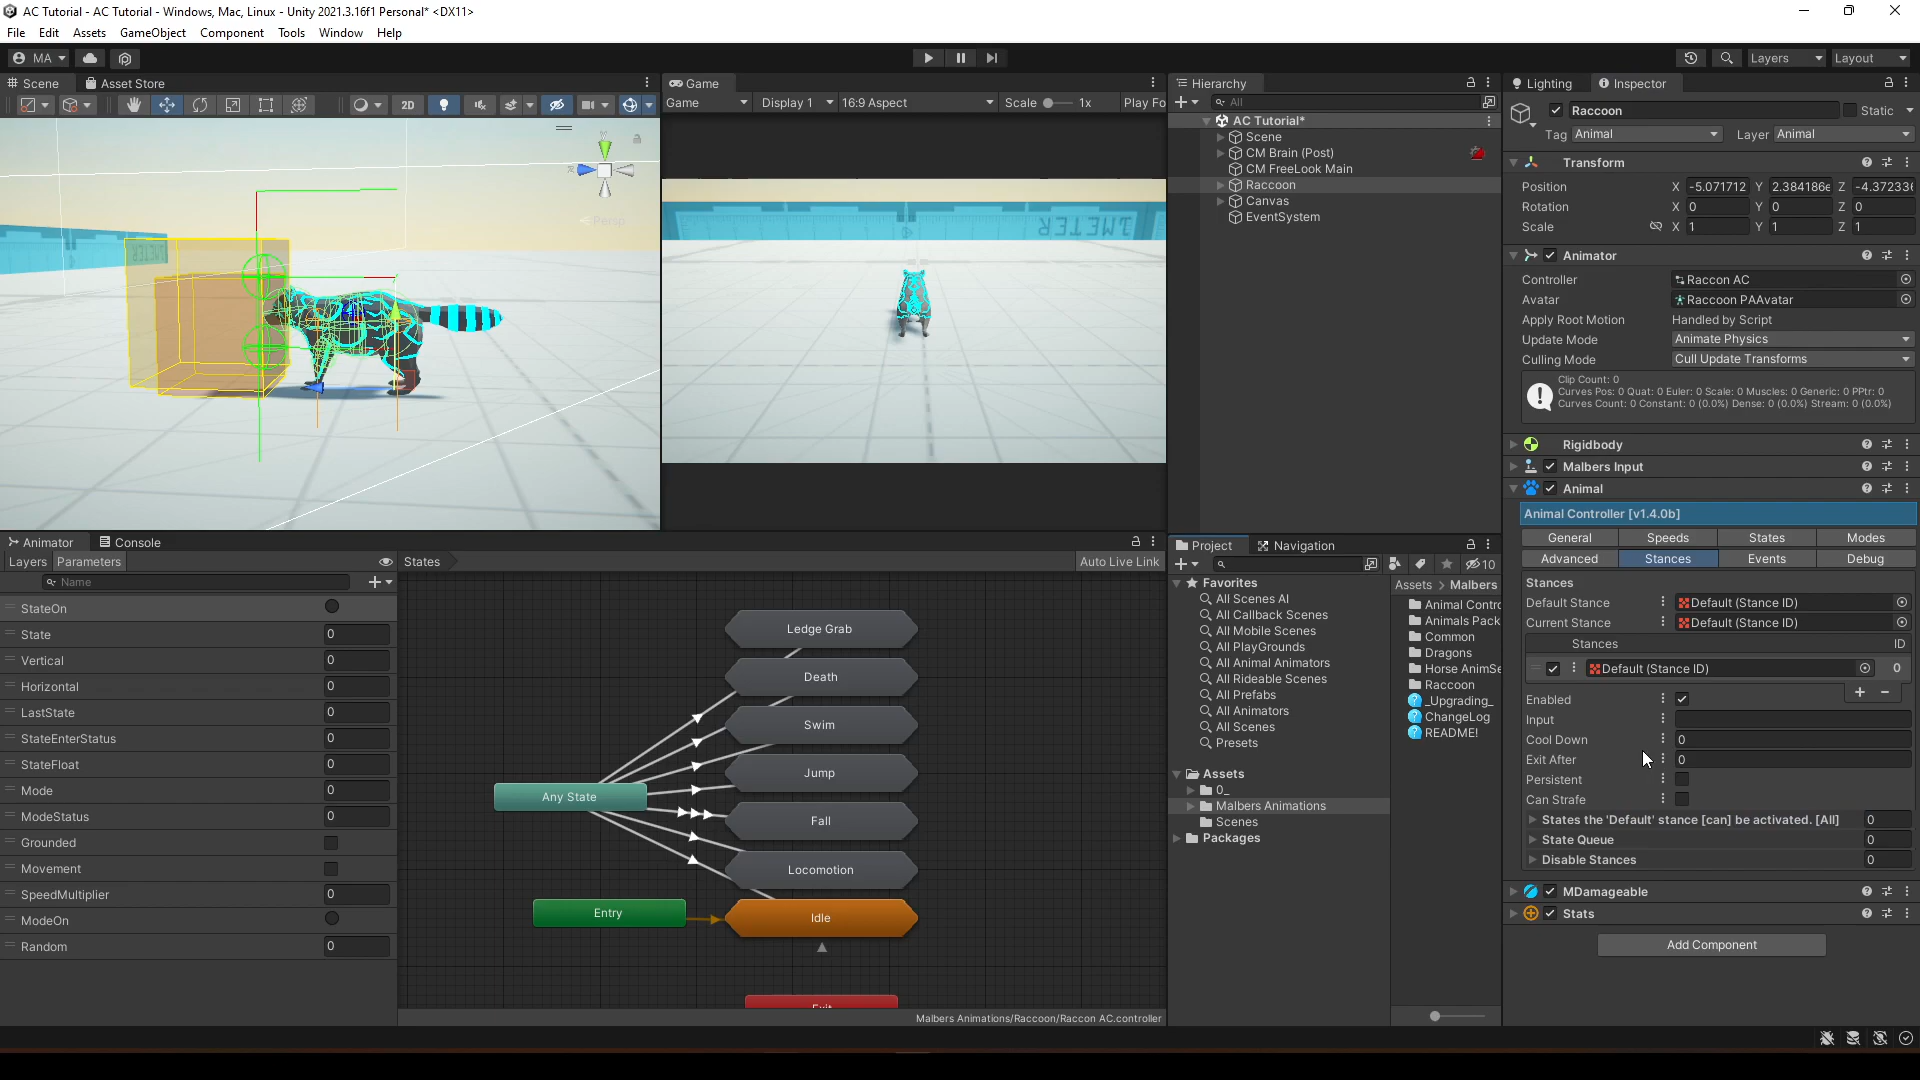 AC Tutorial - AC Tutorial - Windows, Mac, Linux - Unity 2021.3.16f1 Personal* <DX11>
File Edit Assets GameObject Component Tools Window Help
MA
Layers Layout
Scene Asset Store
2D
Persp
Game
Game Display 1 16:9 Aspect Scale 1x Play Fo
Hierarchy
All
AC Tutorial*
Scene
CM Brain (Post)
CM FreeLook Main
Raccoon
Canvas
EventSystem
Lighting Inspector
Raccoon Static
Tag Animal Layer Animal
Transform
Position X -5.071712 Y 2.384186e Z -4.37233
Rotation X 0 Y 0 Z 0
Scale X 1 Y 1 Z 1
Animator
Controller Raccon AC
Avatar Raccoon PAAvatar
Apply Root Motion Handled by Script
Update Mode Animate Physics
Culling Mode Cull Update Transforms
Clip Count: 0
Curves Pos: 0 Quat: 0 Euler: 0 Scale: 0 Muscles: 0 Generic: 0 PPtr: 0
Curves Count: 0 Constant: 0 (0.0%) Dense: 0 (0.0%) Stream: 0 (0.0%)
Rigidbody
Malbers Input
Animal
Animal Controller [v1.4.0b]
General Speeds States Modes
Advanced Stances Events Debug
Stances
Default Stance Default (Stance ID)
Current Stance Default (Stance ID)
Stances ID
Default (Stance ID) 0
Enabled
Input
Cool Down 0
Exit After 0
Persistent
Can Strafe
States the 'Default' stance [can] be activated. [All] 0
State Queue 0
Disable Stances 0
MDamageable
Stats
Add Component
Animator Console
Layers Parameters
Name
StateOn
State 0
Vertical 0
Horizontal 0
LastState 0
StateEnterStatus 0
StateFloat 0
Mode 0
ModeStatus 0
Grounded
Movement
SpeedMultiplier 0
ModeOn
Random 0
States Auto Live Link
Ledge Grab
Death
Swim
Jump
Any State
Fall
Locomotion
Entry
Idle
Exit
Malbers Animations/Raccoon/Raccon AC.controller
Project Navigation
10
Favorites
All Scenes AI
All Callback Scenes
All Mobile Scenes
All PlayGrounds
All Animal Animators
All Rideable Scenes
All Prefabs
All Animators
All Scenes
Presets
Assets
0_
Malbers Animations
Scenes
Packages
Assets > Malbers
Animal Contro
Animals Pack
Common
Dragons
Horse AnimSe
Raccoon
_Upgrading_
ChangeLog
README!